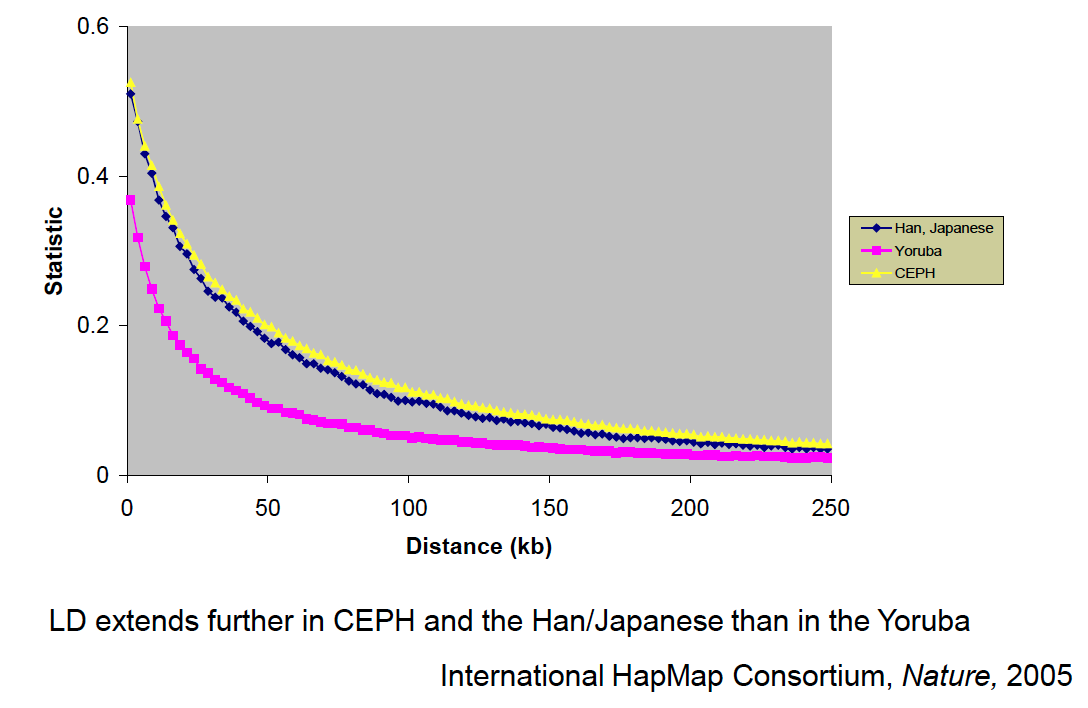 0.6
0.4
0.2
0
Statistic
0
50
100
150
200
250
Distance (kb)
Han, Japanese
Yoruba
CEPH
LD extends further in CEPH and the Han/Japanese than in the Yoruba
International HapMap Consortium, Nature, 2005